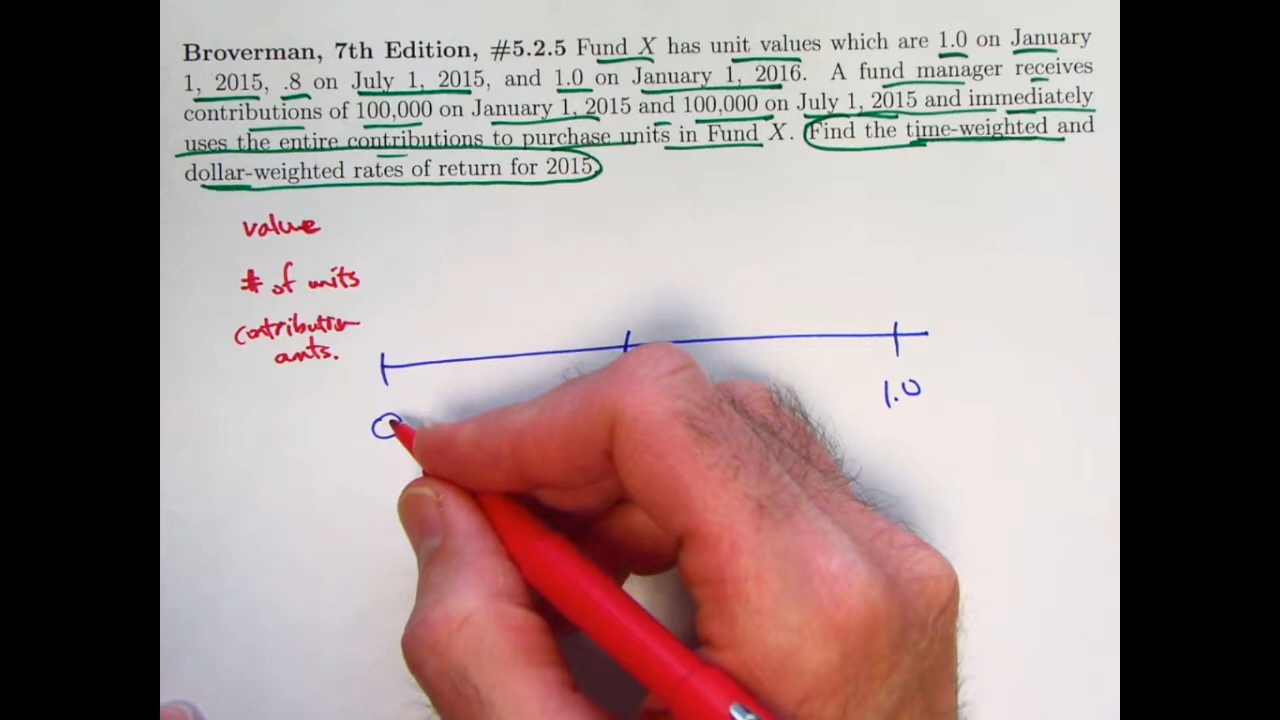 Broverman, 7th Edition, #5.2.5 Fund X has unit values which are 1.0 on January
1, 2015, .8 on July 1, 2015, and 1.0 on January 1, 2016. A fund manager receives
contributions of 100,000 on January 1, 2015 and 100,000 on July 1, 2015 and immediately
uses the entire contributions to purchase units in Fund X. Find the time-weighted and
dollar-weighted rates of return for 2015.
value
# of units
contribution
amts.
0
1.0